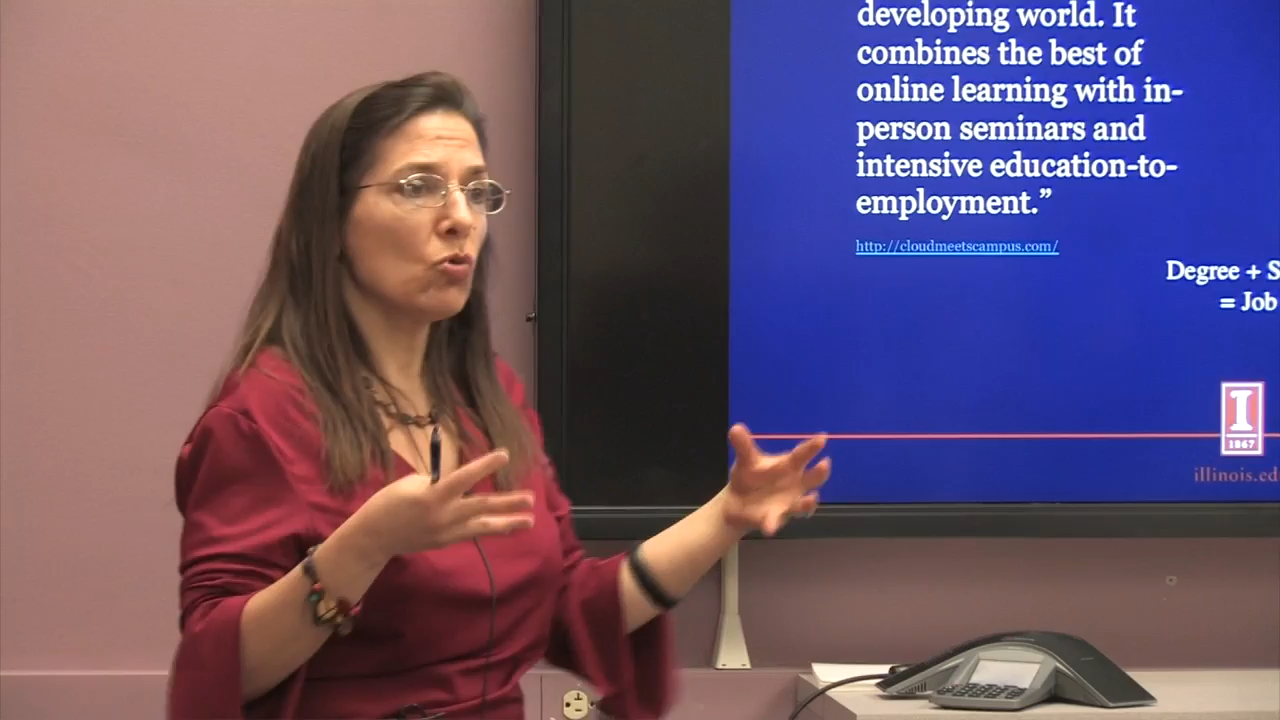 developing world. It
combines the best of
online learning with in-
person seminars and
intensive education-to-
employment.”
http://cloudmeetscampus.com/
Degree + S
= Job
I
1867
illinois.ed